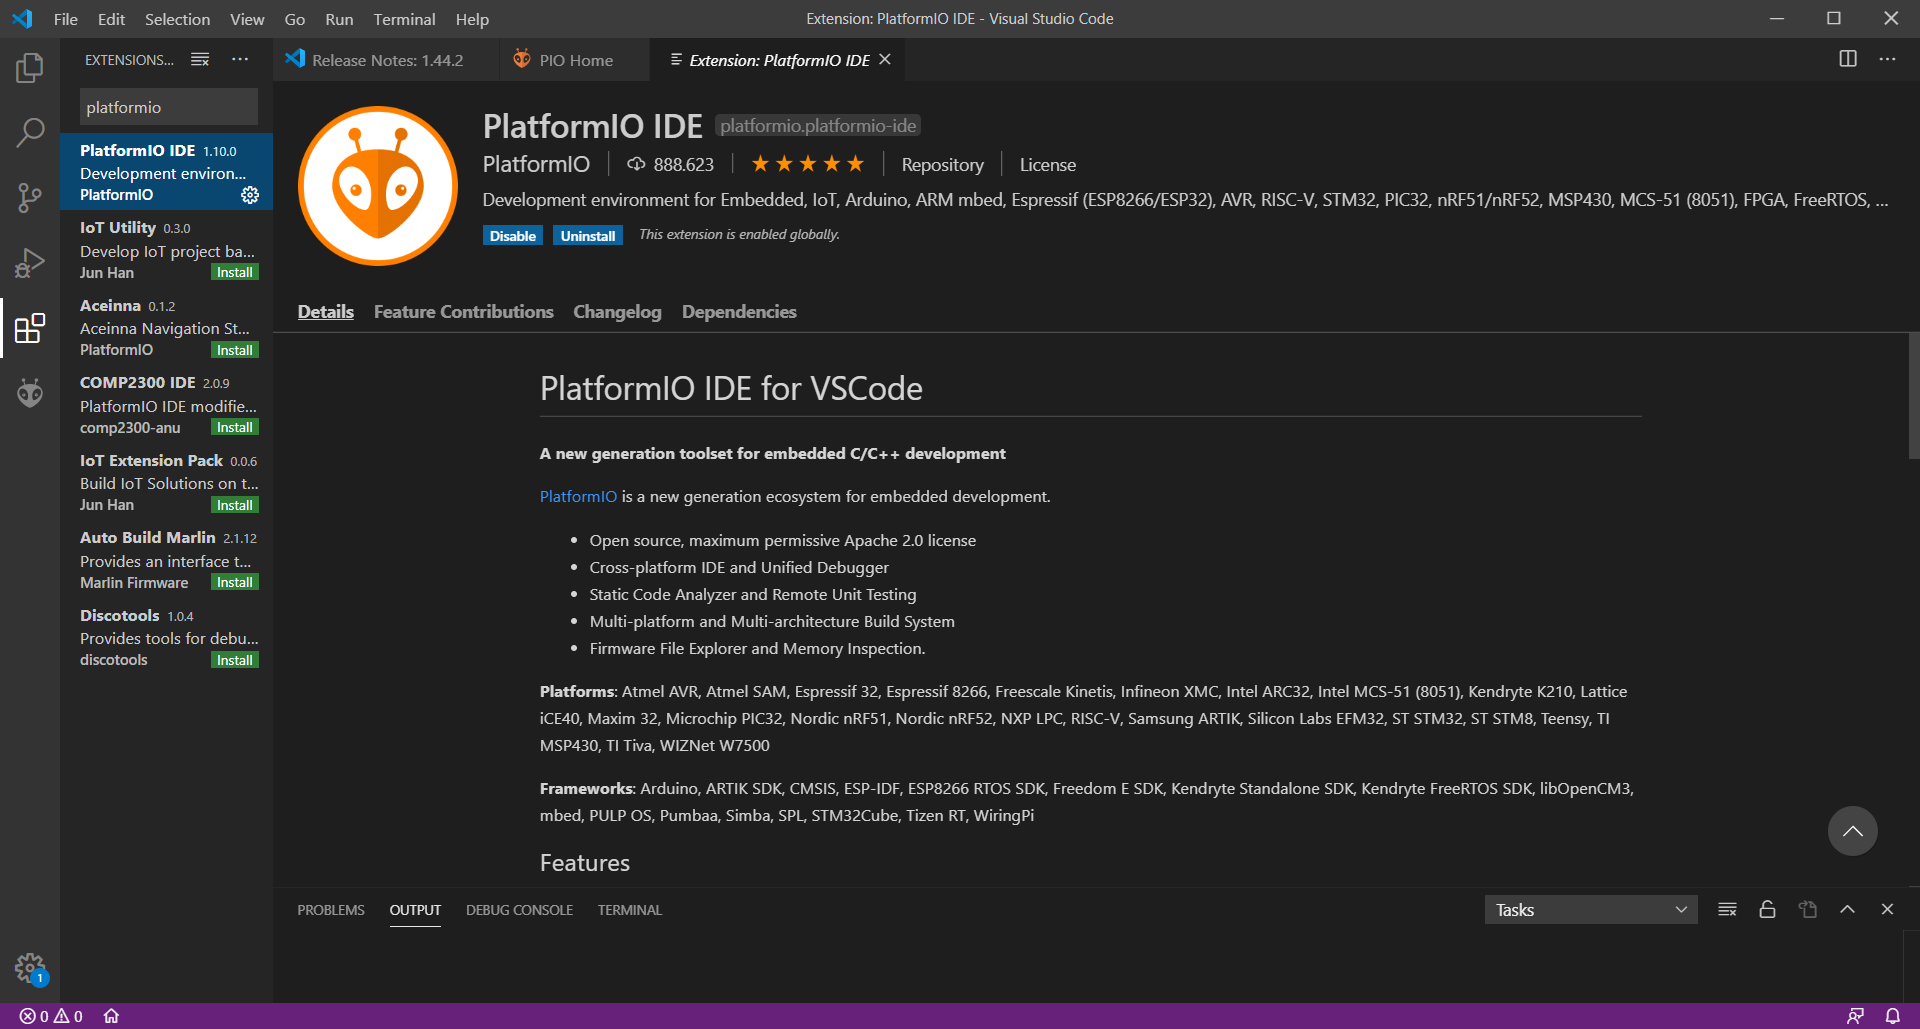 File Edit Selection View Go Run Terminal Help
Extension: PlatformIO IDE - Visual Studio Code
EXTENSIONS...
Release Notes: 1.44.2
PIO Home
Extension: PlatformIO IDE
platformio
PlatformIO IDE 1.10.0
Development environ...
PlatformIO
IoT Utility 0.3.0
Develop IoT project ba...
Jun Han Install
Aceinna 0.1.2
Aceinna Navigation St...
PlatformIO Install
COMP2300 IDE 2.0.9
PlatformIO IDE modifie...
comp2300-anu Install
IoT Extension Pack 0.0.6
Build IoT Solutions on t...
Jun Han Install
Auto Build Marlin 2.1.12
Provides an interface t...
Marlin Firmware Install
Discotools 1.0.4
Provides tools for debu...
discotools Install
PlatformIO IDE platformio.platformio-ide
PlatformIO 888.623 Repository License
Development environment for Embedded, IoT, Arduino, ARM mbed, Espressif (ESP8266/ESP32), AVR, RISC-V, STM32, PIC32, nRF51/nRF52, MSP430, MCS-51 (8051), FPGA, FreeRTOS, ...
Disable Uninstall This extension is enabled globally.
Details Feature Contributions Changelog Dependencies
PlatformIO IDE for VSCode
A new generation toolset for embedded C/C++ development
PlatformIO is a new generation ecosystem for embedded development.
• Open source, maximum permissive Apache 2.0 license
• Cross-platform IDE and Unified Debugger
• Static Code Analyzer and Remote Unit Testing
• Multi-platform and Multi-architecture Build System
• Firmware File Explorer and Memory Inspection.
Platforms: Atmel AVR, Atmel SAM, Espressif 32, Espressif 8266, Freescale Kinetis, Infineon XMC, Intel ARC32, Intel MCS-51 (8051), Kendryte K210, Lattice
iCE40, Maxim 32, Microchip PIC32, Nordic nRF51, Nordic nRF52, NXP LPC, RISC-V, Samsung ARTIK, Silicon Labs EFM32, ST STM32, ST STM8, Teensy, TI
MSP430, TI Tiva, WIZNet W7500
Frameworks: Arduino, ARTIK SDK, CMSIS, ESP-IDF, ESP8266 RTOS SDK, Freedom E SDK, Kendryte Standalone SDK, Kendryte FreeRTOS SDK, libOpenCM3,
mbed, PULP OS, Pumbaa, Simba, SPL, STM32Cube, Tizen RT, WiringPi
Features
PROBLEMS OUTPUT DEBUG CONSOLE TERMINAL
Tasks
1
0 0